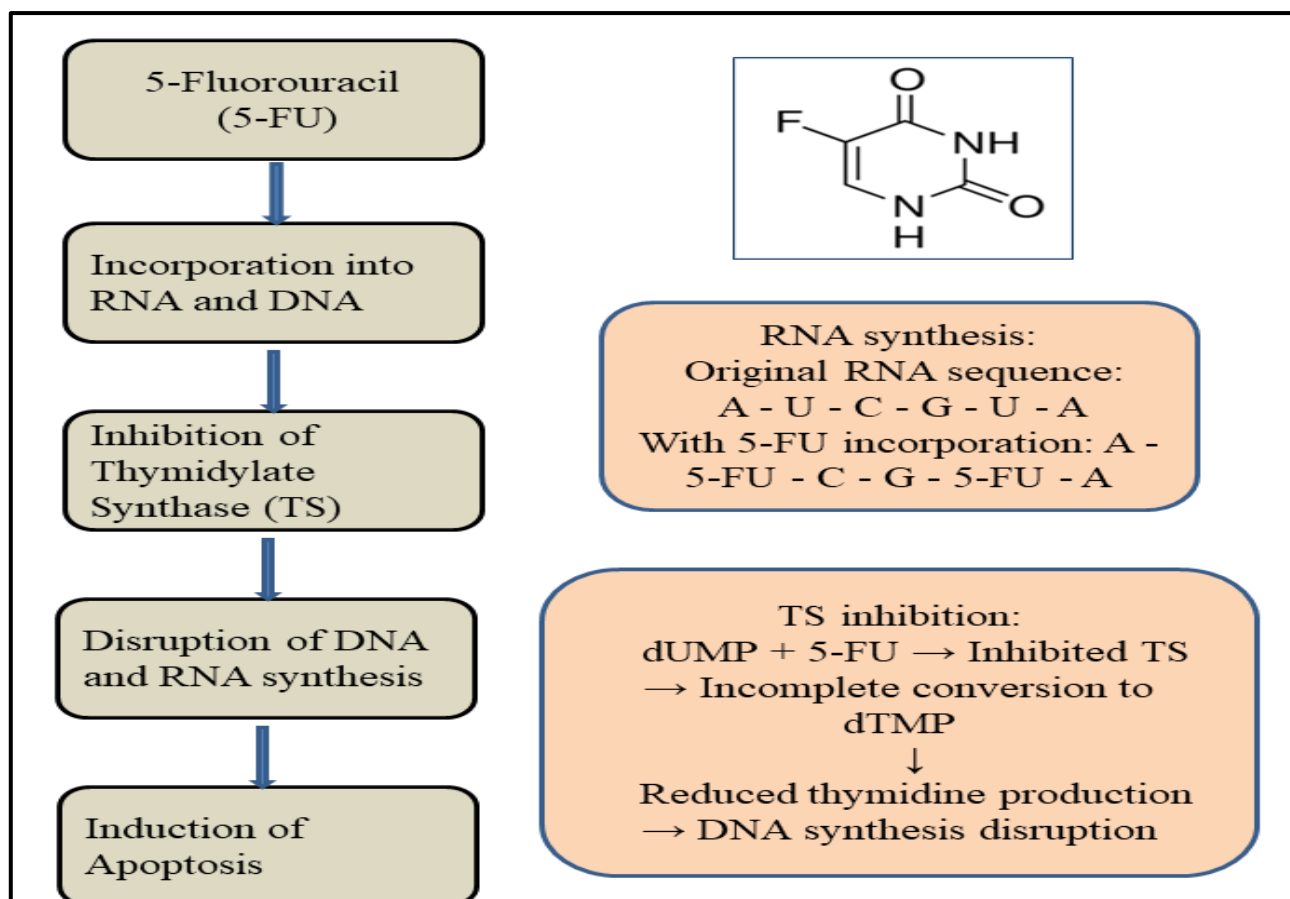 5-Fluorouracil
(5-FU)
Incorporation into
RNA and DNA
Inhibition of
Thymidylate
Synthase (TS)
Disruption of DNA
and RNA synthesis
Induction of
Apoptosis
O
F
NH
N
H
O
RNA synthesis:
Original RNA sequence:
A - U - C - G - U - A
With 5-FU incorporation: A -
5-FU - C - G - 5-FU - A
TS inhibition:
dUMP + 5-FU → Inhibited TS
→ Incomplete conversion to
dTMP
↓
Reduced thymidine production
→ DNA synthesis disruption